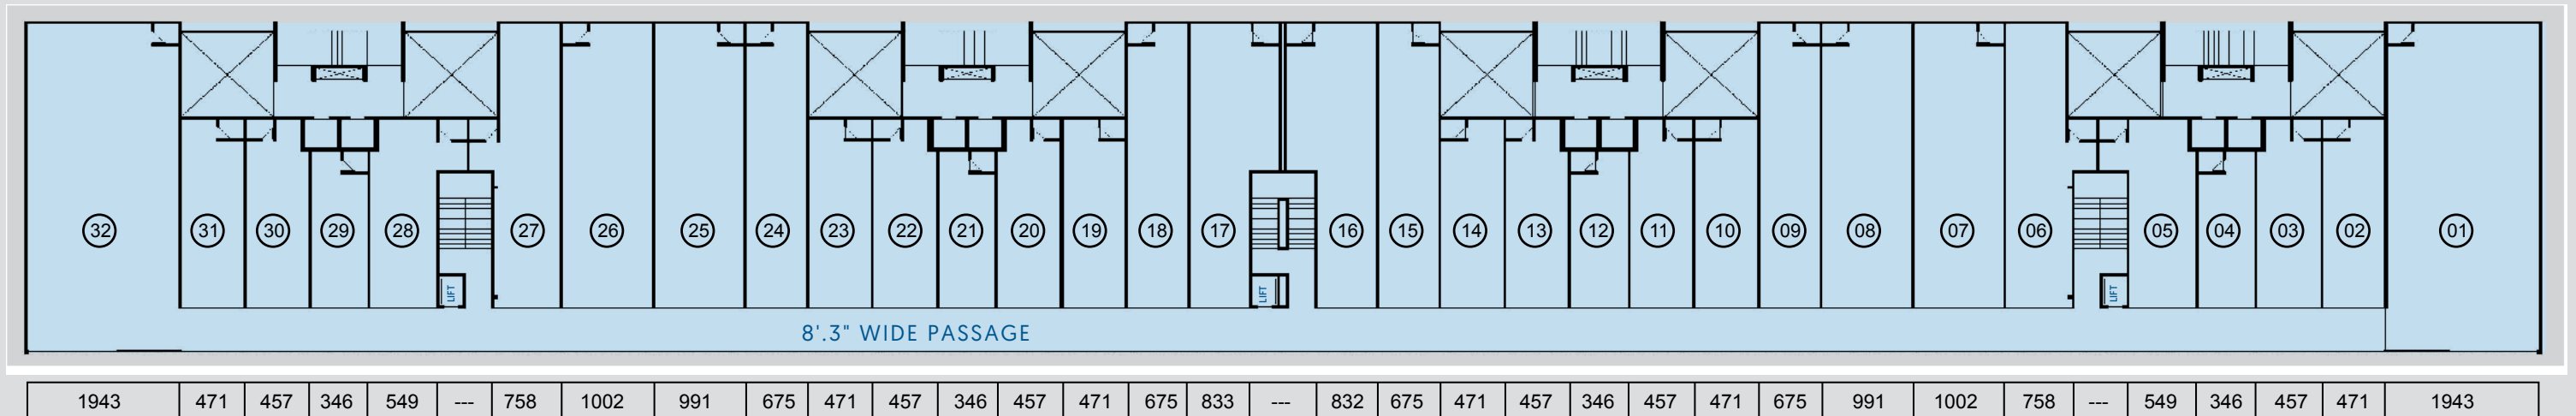 32 31 30 29 28 27 26 25 24 23 22 21 20 19 18 17 16 15 14 13 12 11 10 09 08 07 06 05 04 03 02 01
LIFT LIFT LIFT
8'.3" WIDE PASSAGE
1943 471 457 346 549 --- 758 1002 991 675 471 457 346 457 471 675 833 --- 832 675 471 457 346 457 471 675 991 1002 758 --- 549 346 457 471 1943